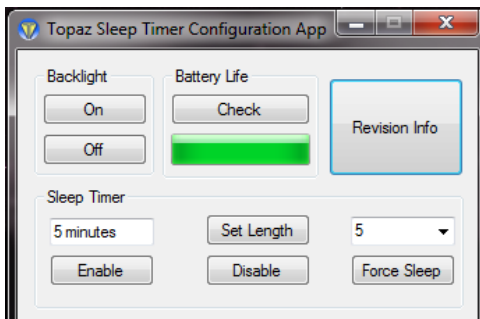 Topaz Sleep Timer Configuration App
Backlight
On
Off
Battery Life
Check
Revision Info
Sleep Timer
5 minutes
Set Length
5
Enable
Disable
Force Sleep